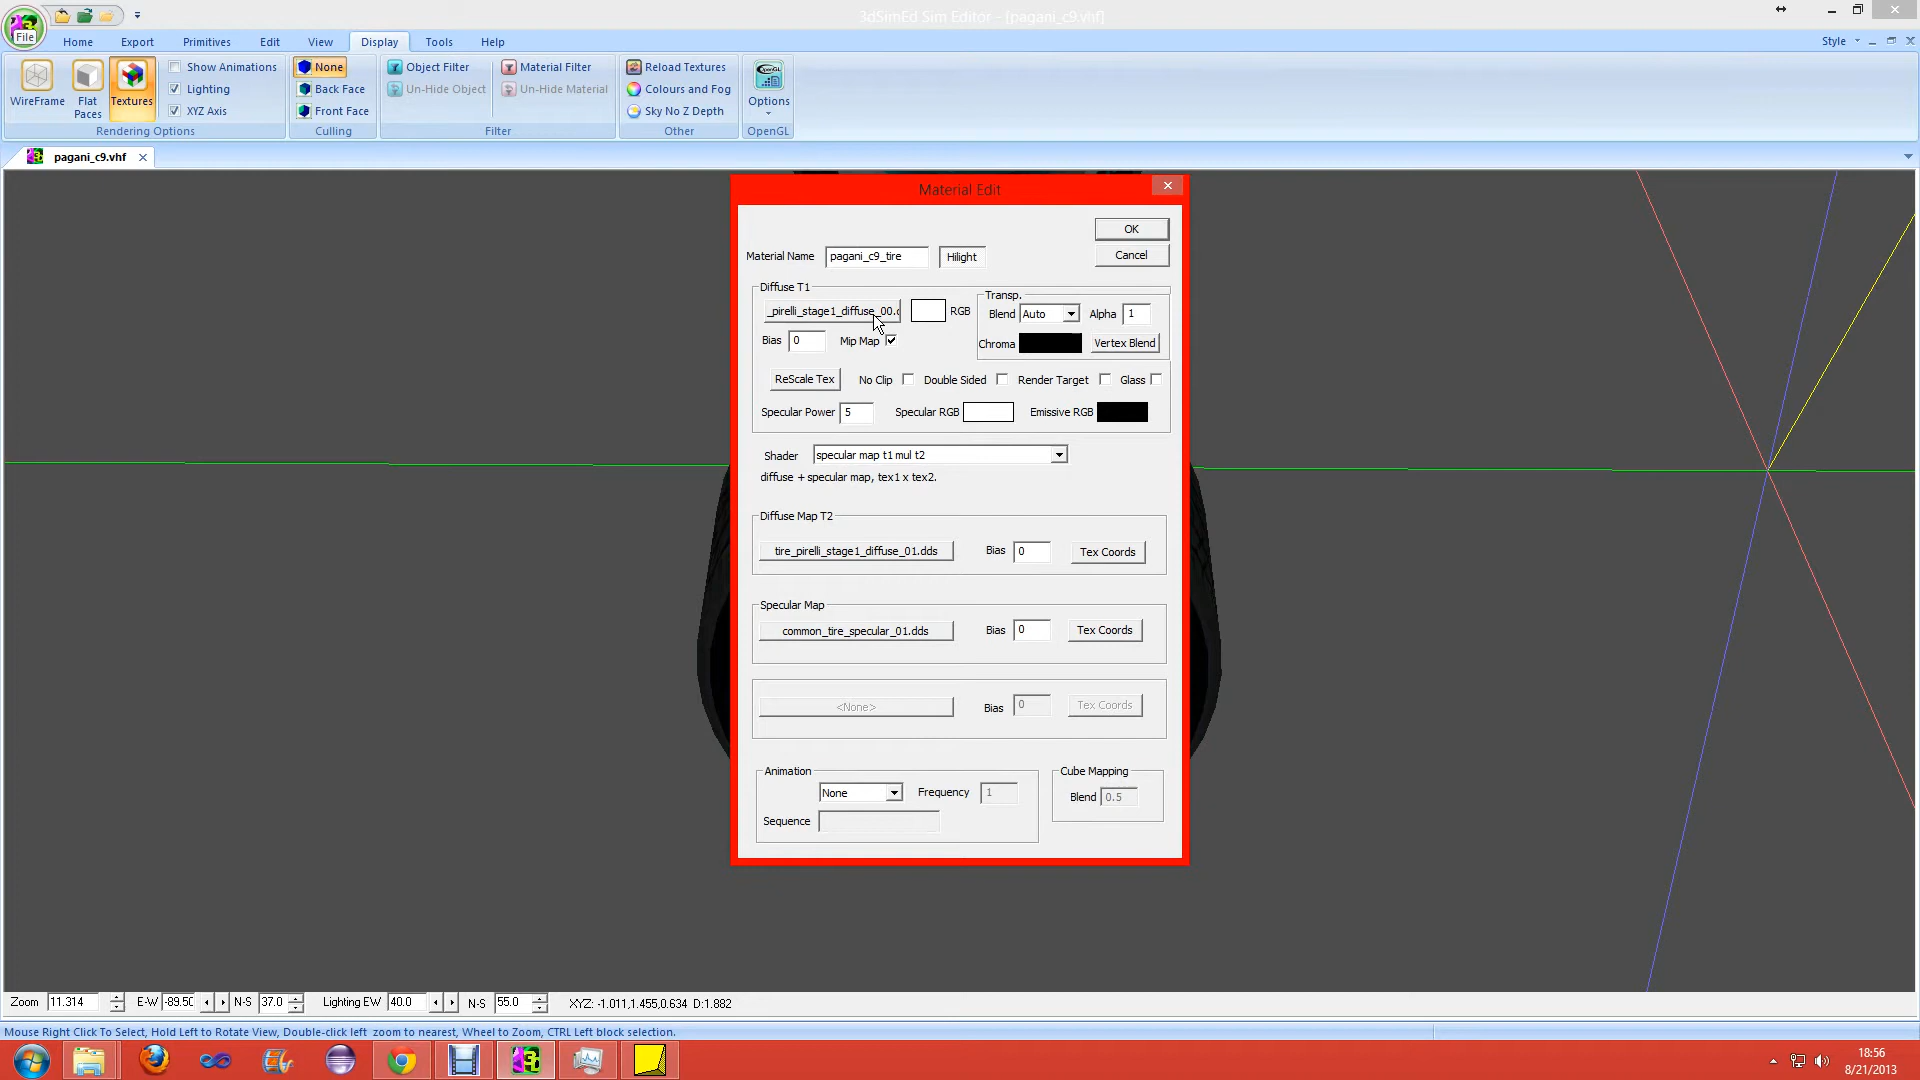 3dSimEd Sim Editor - [pagani_c9.vhf]
File
Home Export Primitives Edit View Display Tools Help Style
WireFrame
Flat
Faces
Textures
Show Animations
Lighting
XYZ Axis
Rendering Options
None
Back Face
Front Face
Culling
Object Filter
Un-Hide Object
Material Filter
Un-Hide Material
Filter
Reload Textures
Colours and Fog
Sky No Z Depth
Other
OpenGL
Options
OpenGL
pagani_c9.vhf
Material Edit
OK
Cancel
Material Name pagani_c9_tire Hilight
Diffuse T1
_pirelli_stage1_diffuse_00.d RGB
Bias 0 Mip Map
Transp.
Blend Auto Alpha 1
Chroma Vertex Blend
ReScale Tex No Clip Double Sided Render Target Glass
Specular Power 5 Specular RGB Emissive RGB
Shader specular map t1 mul t2
diffuse + specular map, tex1 x tex2.
Diffuse Map T2
tire_pirelli_stage1_diffuse_01.dds Bias 0 Tex Coords
Specular Map
common_tire_specular_01.dds Bias 0 Tex Coords
<None> Bias 0 Tex Coords
Animation
None Frequency 1
Sequence
Cube Mapping
Blend 0.5
Zoom 11.314 E-W -89.50 N-S 37.0 Lighting EW 40.0 N-S 55.0 XYZ: -1.011,1.455,0.634 D:1.882
Mouse Right Click To Select, Hold Left to Rotate View, Double-click left zoom to nearest, Wheel to Zoom, CTRL Left block selection.
18:56
8/21/2013